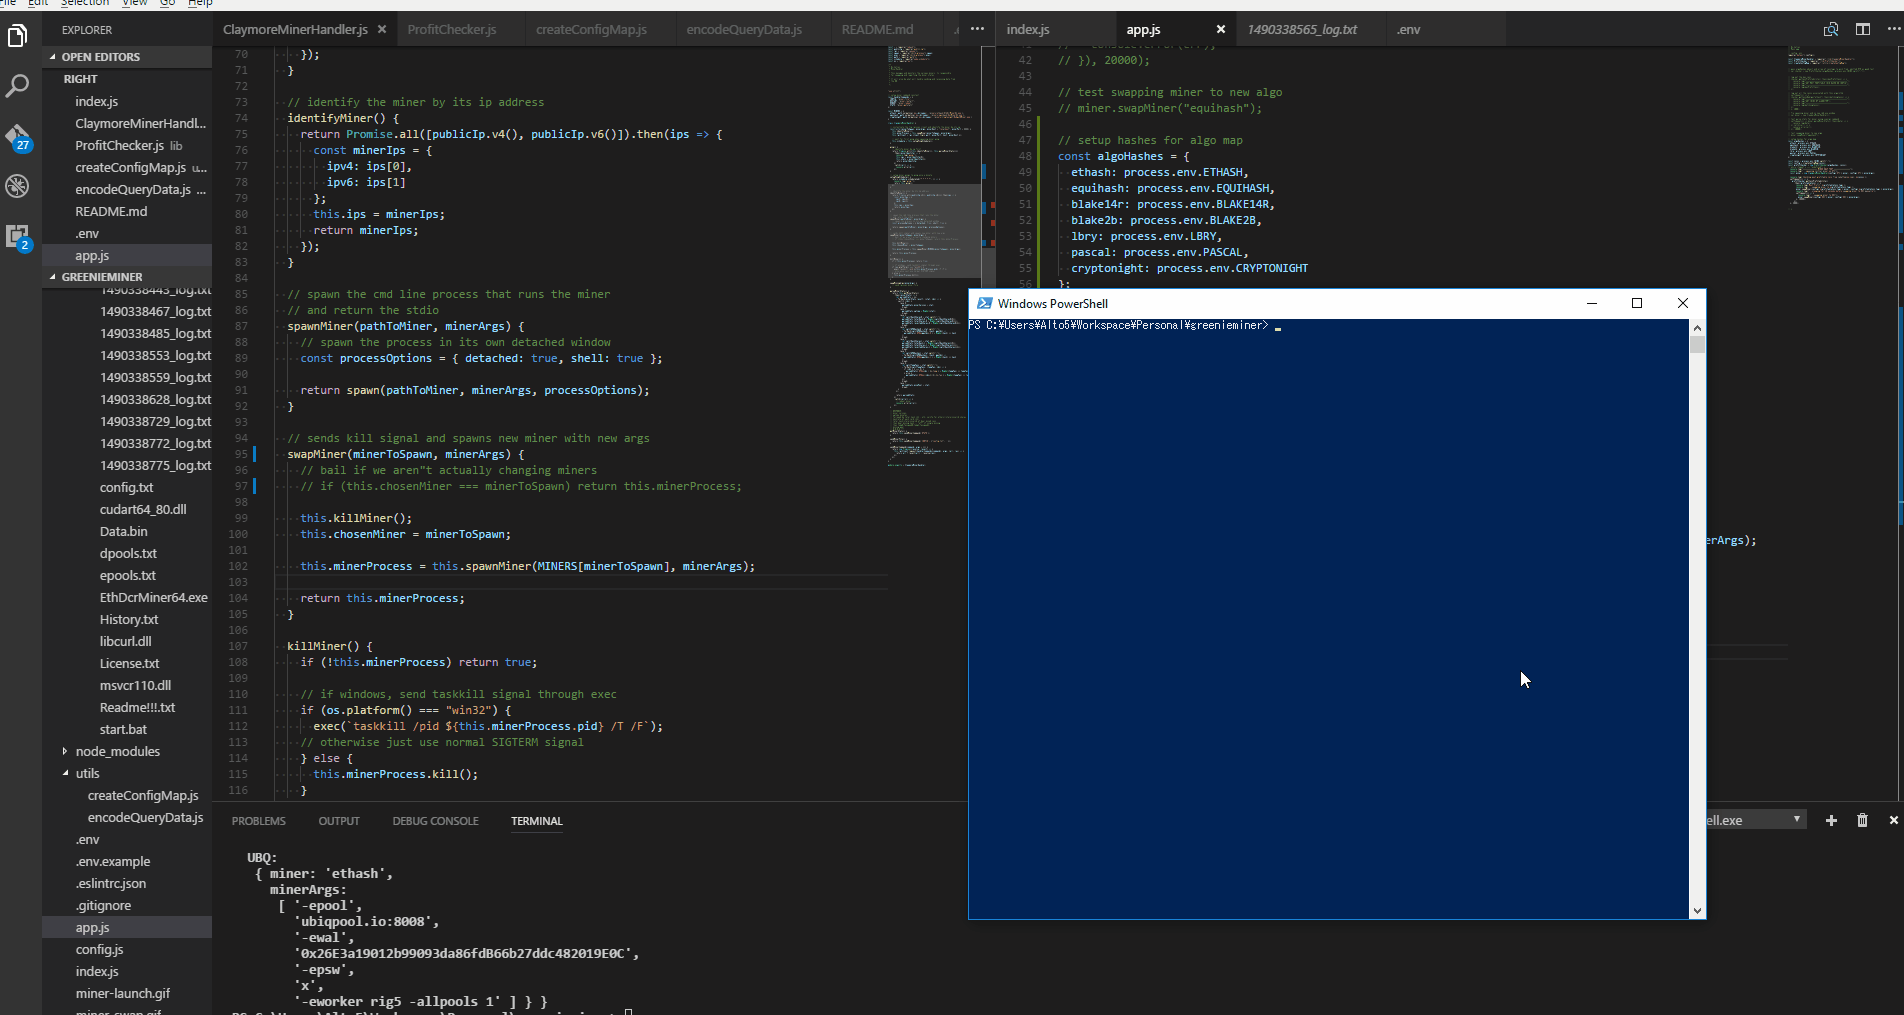 File Edit Selection View Go Help
EXPLORER
OPEN EDITORS
RIGHT
index.js
ClaymoreMinerHandl...
ProfitChecker.js lib
createConfigMap.js u...
encodeQueryData.js ...
README.md
.env
app.js
GREENIEMINER
1490338443_log.txt
1490338467_log.txt
1490338485_log.txt
1490338553_log.txt
1490338559_log.txt
1490338628_log.txt
1490338729_log.txt
1490338772_log.txt
1490338775_log.txt
config.txt
cudart64_80.dll
Data.bin
dpools.txt
epools.txt
EthDcrMiner64.exe
History.txt
libcurl.dll
License.txt
msvcr110.dll
Readme!!!.txt
start.bat
node_modules
utils
createConfigMap.js
encodeQueryData.js
.env
.env.example
.eslintrc.json
.gitignore
app.js
config.js
index.js
miner-launch.gif
miner-swap.gif
27
2
ClaymoreMinerHandler.js × ProfitChecker.js createConfigMap.js encodeQueryData.js README.md
70 });
71 }
72
73 // identify the miner by its ip address
74 identifyMiner() {
75 return Promise.all([publicIp.v4(), publicIp.v6()]).then(ips => {
76 const minerIps = {
77 ipv4: ips[0],
78 ipv6: ips[1]
79 };
80 this.ips = minerIps;
81 return minerIps;
82 });
83 }
84
85 // spawn the cmd line process that runs the miner
86 // and return the stdio
87 spawnMiner(pathToMiner, minerArgs) {
88 // spawn the process in its own detached window
89 const processOptions = { detached: true, shell: true };
90
91 return spawn(pathToMiner, minerArgs, processOptions);
92 }
93
94 // sends kill signal and spawns new miner with new args
95 swapMiner(minerToSpawn, minerArgs) {
96 // bail if we aren"t actually changing miners
97 // if (this.chosenMiner === minerToSpawn) return this.minerProcess;
98
99 this.killMiner();
100 this.chosenMiner = minerToSpawn;
101
102 this.minerProcess = this.spawnMiner(MINERS[minerToSpawn], minerArgs);
103
104 return this.minerProcess;
105 }
106
107 killMiner() {
108 if (!this.minerProcess) return true;
109
110 // if windows, send taskkill signal through exec
111 if (os.platform() === "win32") {
112 exec(`taskkill /pid ${this.minerProcess.pid} /T /F`);
113 // otherwise just use normal SIGTERM signal
114 } else {
115 this.minerProcess.kill();
116 }
index.js app.js × 1490338565_log.txt .env
42 // }), 20000);
43
44 // test swapping miner to new algo
45 // miner.swapMiner("equihash");
46
47 // setup hashes for algo map
48 const algoHashes = {
49 ethash: process.env.ETHASH,
50 equihash: process.env.EQUIHASH,
51 blake14r: process.env.BLAKE14R,
52 blake2b: process.env.BLAKE2B,
53 lbry: process.env.LBRY,
54 pascal: process.env.PASCAL,
55 cryptonight: process.env.CRYPTONIGHT
56 };
erArgs);
Windows PowerShell
PS C:¥Users¥Alto5¥Workspace¥Personal¥greenieminer>
PROBLEMS OUTPUT DEBUG CONSOLE TERMINAL
ell.exe
UBQ:
{ miner: 'ethash',
minerArgs:
[ '-epool',
'ubiqpool.io:8008',
'-ewal',
'0x26E3a19012b99093da86fdB66b27ddc482019E0C',
'-epsw',
'x',
'-eworker rig5 -allpools 1' ] } }